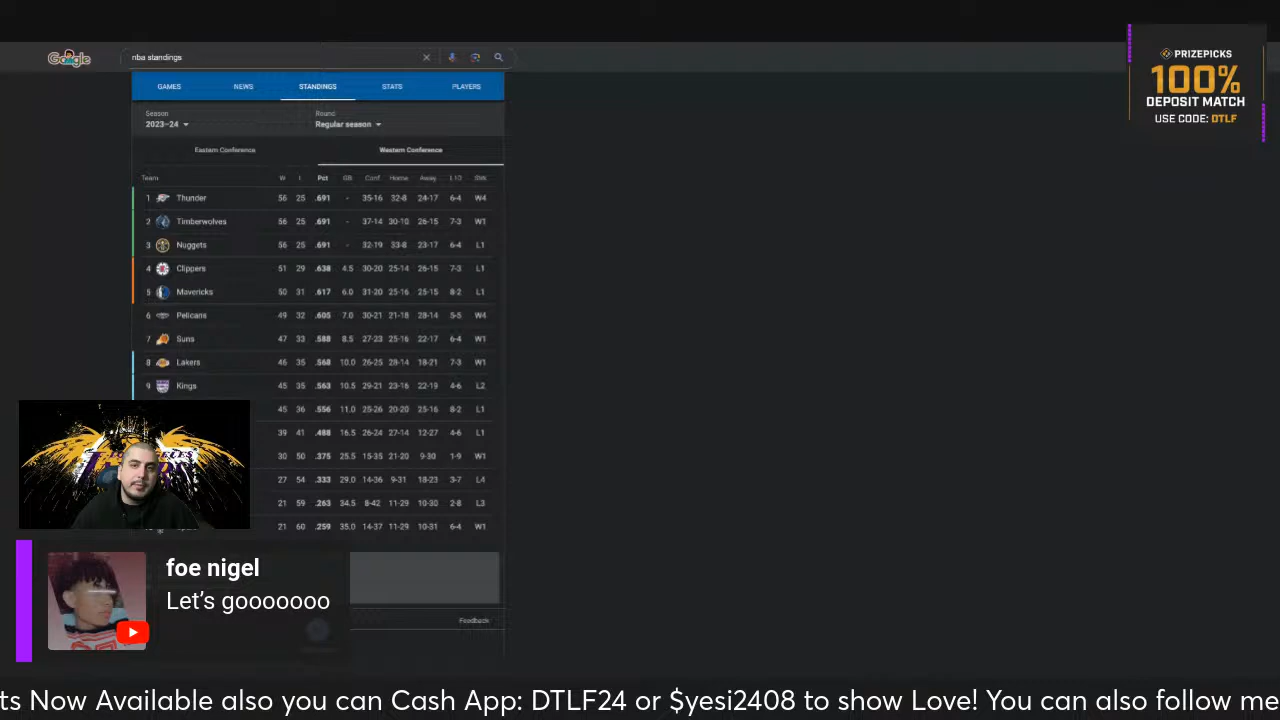 Google
nba standings
PRIZEPICKS
100%
DEPOSIT MATCH
USE CODE: DTLF
GAMES NEWS STANDINGS STATS PLAYERS
Season Round
2023–24 Regular season
Eastern Conference Western Conference
Team W L Pct GB Conf Home Away L10 Strk
1 Thunder 56 25 .691 - 35-16 32-8 24-17 6-4 W4
2 Timberwolves 56 25 .691 - 37-14 30-10 26-15 7-3 W1
3 Nuggets 56 25 .691 - 32-19 33-8 23-17 6-4 L1
4 Clippers 51 29 .638 4.5 30-20 25-14 26-15 7-3 L1
5 Mavericks 50 31 .617 6.0 31-20 25-16 25-15 8-2 L1
6 Pelicans 49 32 .605 7.0 30-21 21-18 28-14 5-5 W4
7 Suns 47 33 .588 8.5 27-23 25-16 22-17 6-4 W1
8 Lakers 46 35 .568 10.0 26-25 28-14 18-21 7-3 W1
9 Kings 45 35 .563 10.5 29-21 23-16 22-19 4-6 L2
45 36 .556 11.0 25-26 20-20 25-16 8-2 L1
39 41 .488 16.5 26-24 27-14 12-27 4-6 L1
30 50 .375 25.5 15-35 21-20 9-30 1-9 W1
27 54 .333 29.0 14-36 9-31 18-23 3-7 L4
21 59 .263 34.5 8-42 11-29 10-30 2-8 L3
21 60 .259 35.0 14-37 11-29 10-31 6-4 W1
foe nigel
Let’s gooooooo
Feedback
ts Now Available also you can Cash App: DTLF24 or $yesi2408 to show Love! You can also follow me